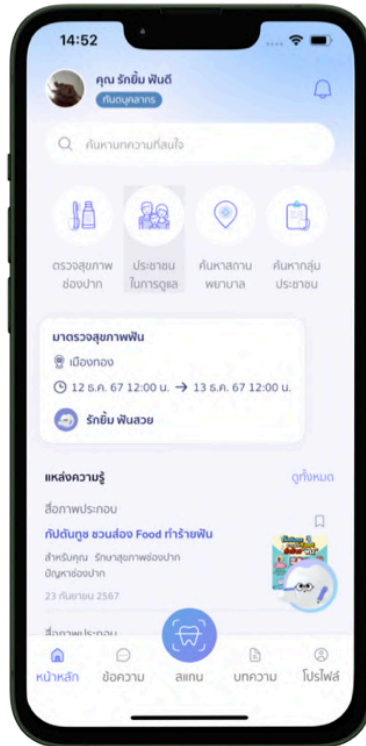 14:52
คุณ รักยิ้ม ฟันดี
ทันตบุคลากร
ค้นหาบทความที่สนใจ
ตรวจสุขภาพ
ช่องปาก
ประชาชน
ในการดูแล
ค้นหาสถาน
พยาบาล
ค้นหากลุ่ม
ประชาชน
มาตรวจสุขภาพฟัน
เมืองทอง
12 ธ.ค. 67 12:00 น. → 13 ธ.ค. 67 12:00 น.
รักยิ้ม ฟันสวย
แหล่งความรู้
ดูทั้งหมด
สื่อภาพประกอบ
กัปตันทูธ ชวนส่อง Food ทำร้ายฟัน
สำหรับคุณ รักษาสุขภาพช่องปาก
ปัญหาช่องปาก
23 กันยายน 2567
สื่อภาพประกอบ
หน้าหลัก
ข้อความ
สแกน
บทความ
โปรไฟล์